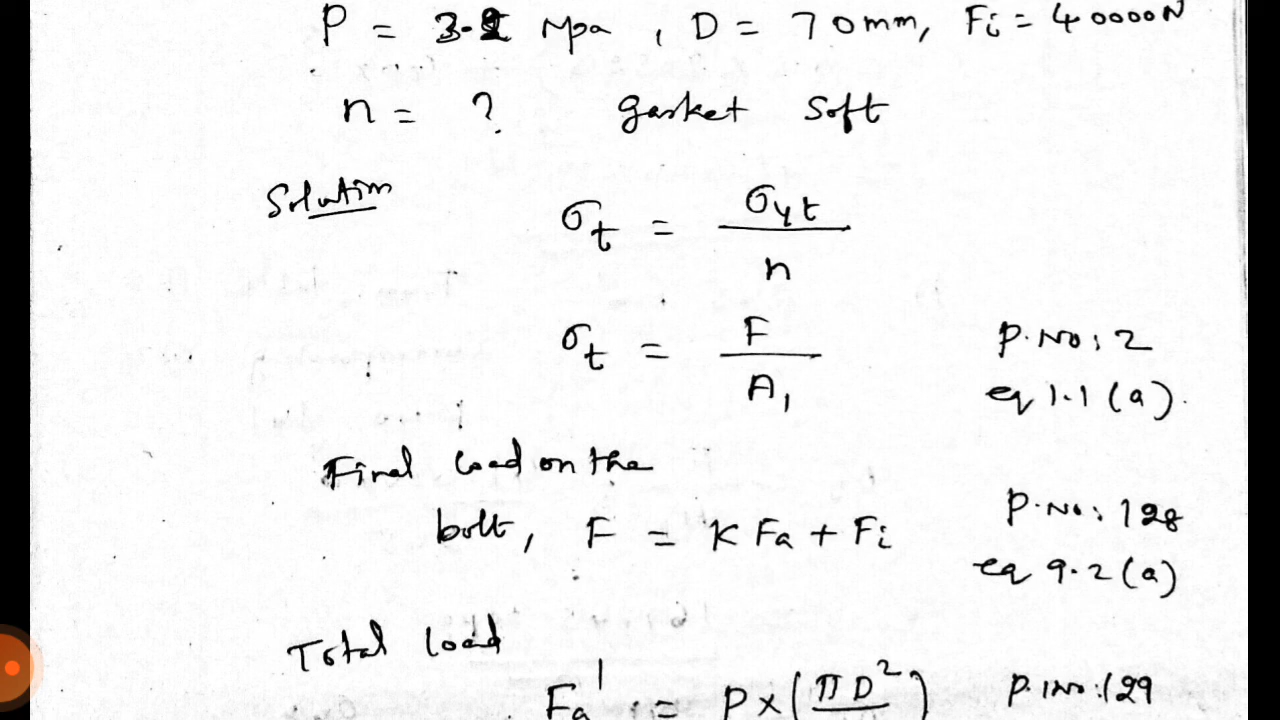 P = 3.2 Mpa , D = 70mm, Fi = 40000N
n = ? gasket soft
Solution
σt = σyt / n
σt = F / A1 P.No: 2
eq 1.1 (a).
Final load on the
bolt, F = K Fa + Fi P.No: 128
eq 9.2 (a)
Total load
Fa' = P x (π D²) P.No: 129